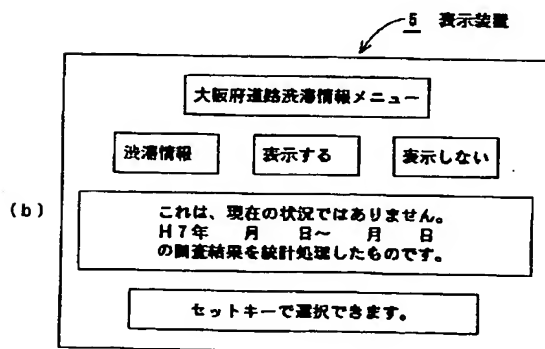 5 表示装置
大阪府道路渋滞情報メニュー
渋滞情報 表示する 表示しない
(b)
これは、現在の状況ではありません。
H7年 月 日~ 月 日
の調査結果を統計処理したものです。
セットキーで選択できます。